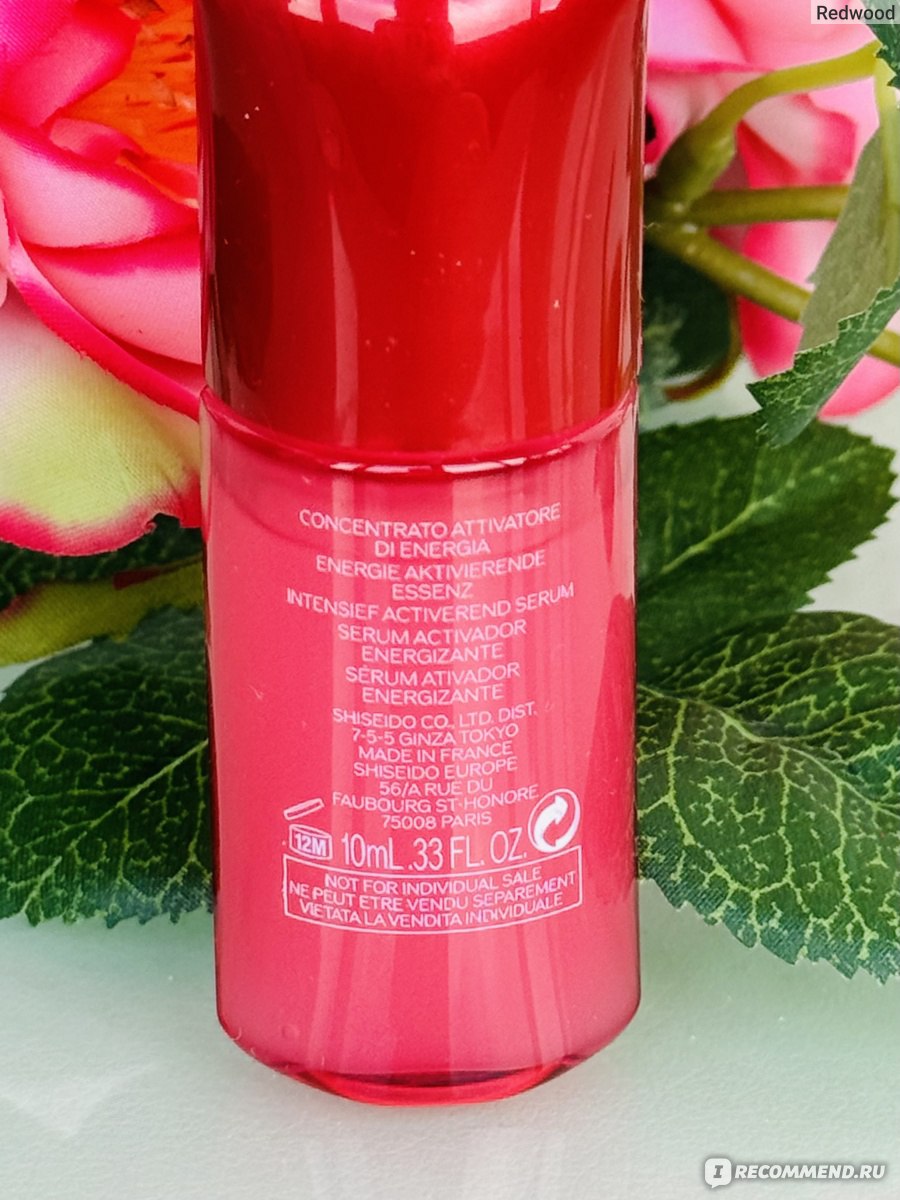 Redwood
CONCENTRATO ATTIVATORE
DI ENERGIA
ENERGIE AKTIVIERENDE
ESSENZ
INTENSIEF ACTIVEREND SERUM
SERUM ACTIVADOR
ENERGIZANTE
SÉRUM ATIVADOR
ENERGIZANTE
SHISEIDO CO., LTD. DIST.
7-5-5 GINZA TOKYO
MADE IN FRANCE
SHISEIDO EUROPE
56/A RUE DU
FAUBOURG ST-HONORE
75008 PARIS
12M 10mL .33 FL. OZ.
NOT FOR INDIVIDUAL SALE
NE PEUT ETRE VENDU SEPAREMENT
VIETATA LA VENDITA INDIVIDUALE
I RECOMMEND.RU